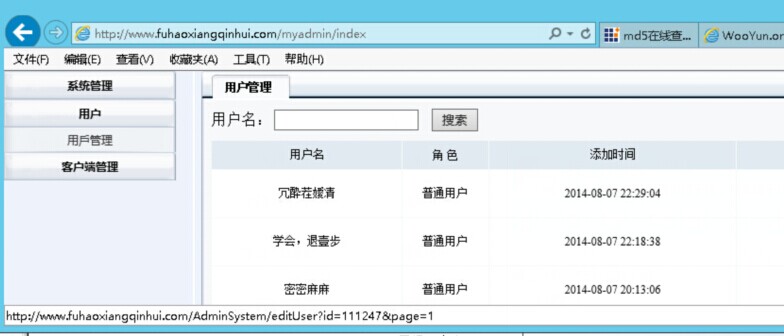 http://www.fuhaoxiangqinhui.com/myadmin/index
md5在线查...
WooYun.or
文件(F) 编辑(E) 查看(V) 收藏夹(A) 工具(T) 帮助(H)
系统管理
用户
用戶管理
客户端管理
用户管理
用户名：
搜索
用户名 角 色 添加时间
冗酔茬媙清 普通用户 2014-08-07 22:29:04
学会，退壹步 普通用户 2014-08-07 22:18:38
密密麻麻 普通用户 2014-08-07 20:13:06
http://www.fuhaoxiangqinhui.com/AdminSystem/editUser?id=111247&page=1